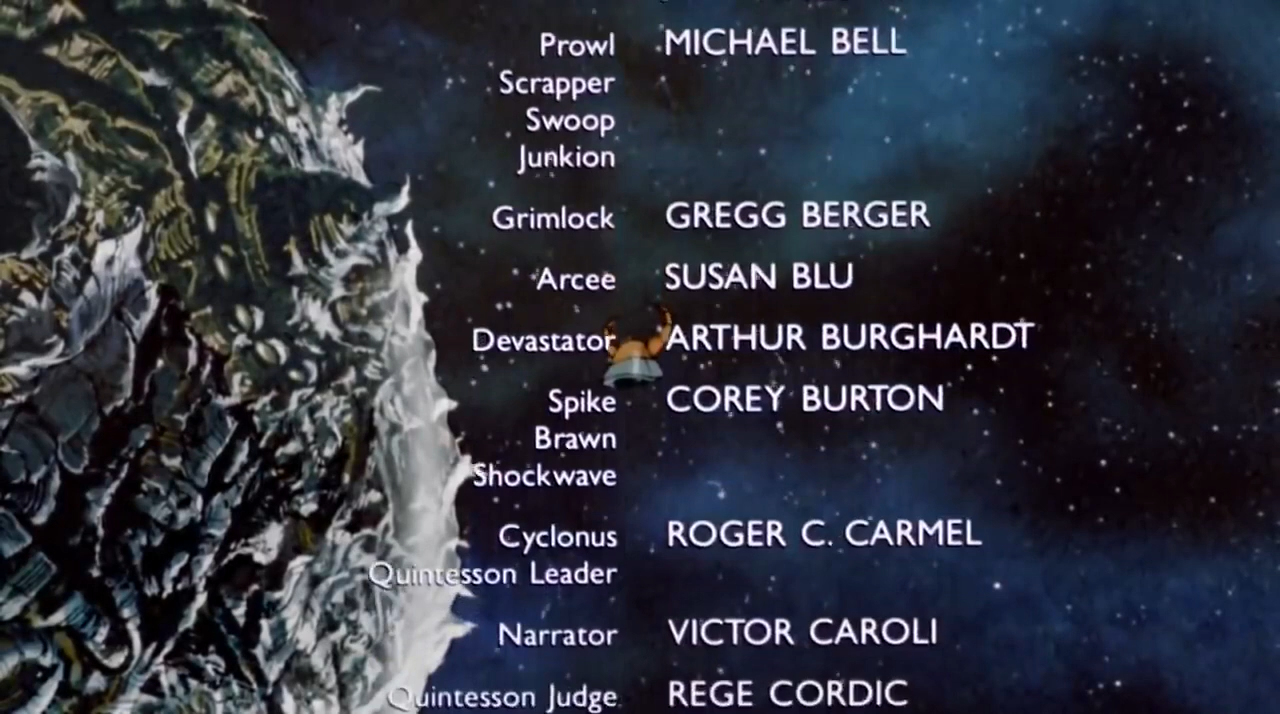 Prowl MICHAEL BELL
Scrapper
Swoop
Junkion
Grimlock GREGG BERGER
Arcee SUSAN BLU
Devastator ARTHUR BURGHARDT
Spike COREY BURTON
Brawn
Shockwave
Cyclonus ROGER C. CARMEL
Quintesson Leader
Narrator VICTOR CAROLI
Quintesson Judge REGE CORDIC